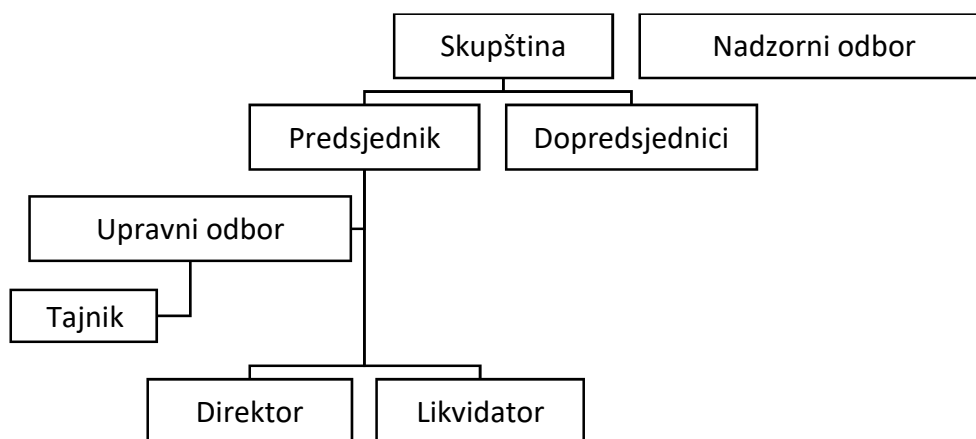 Skupština
Nadzorni odbor
Predsjednik
Dopredsjednici
Upravni odbor
Tajnik
Direktor
Likvidator